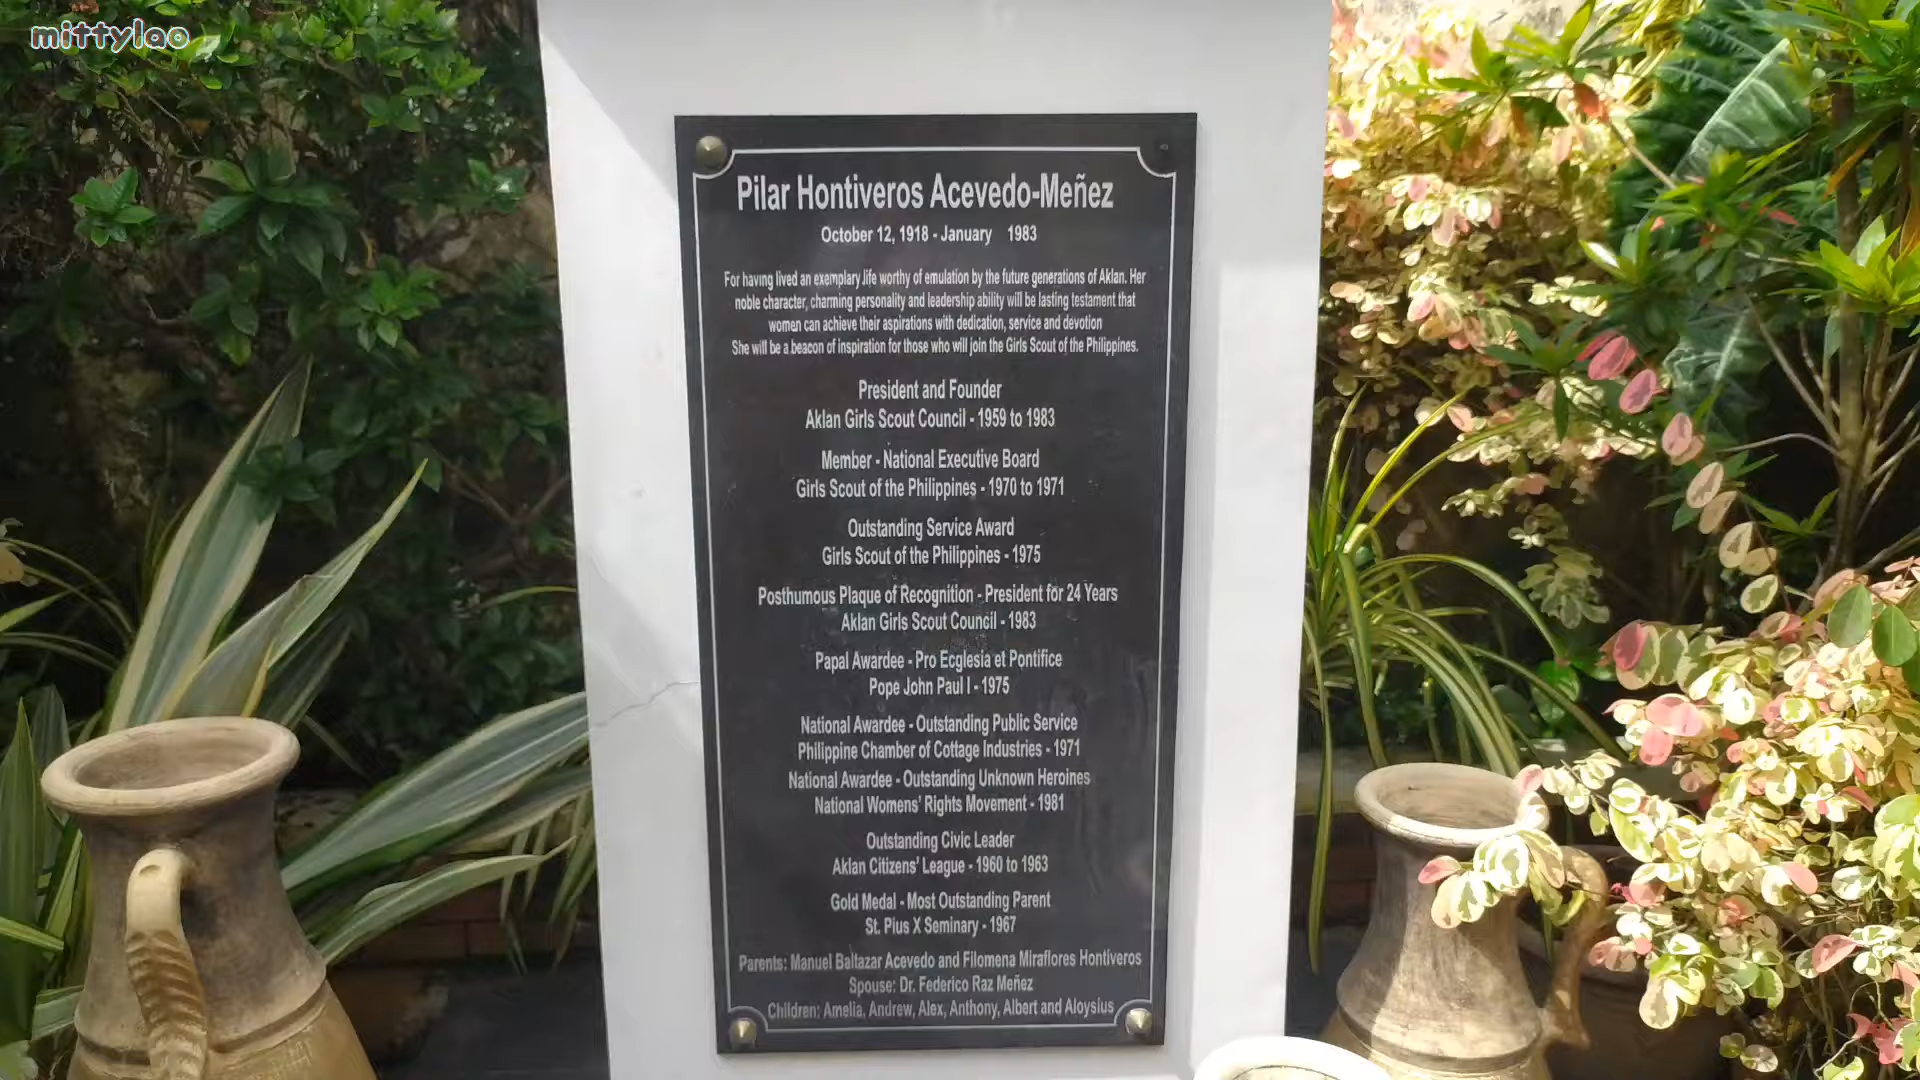 mittylao
Pilar Hontiveros Acevedo-Meñez
October 12, 1918 - January 1983
For having lived an exemplary life worthy of emulation by the future generations of Aklan. Her
noble character, charming personality and leadership ability will be lasting testament that
women can achieve their aspirations with dedication, service and devotion
She will be a beacon of inspiration for those who will join the Girls Scout of the Philippines.
President and Founder
Aklan Girls Scout Council - 1959 to 1983
Member - National Executive Board
Girls Scout of the Philippines - 1970 to 1971
Outstanding Service Award
Girls Scout of the Philippines - 1975
Posthumous Plaque of Recognition - President for 24 Years
Aklan Girls Scout Council - 1983
Papal Awardee - Pro Ecglesia et Pontifice
Pope John Paul I - 1975
National Awardee - Outstanding Public Service
Philippine Chamber of Cottage Industries - 1971
National Awardee - Outstanding Unknown Heroines
National Womens' Rights Movement - 1981
Outstanding Civic Leader
Aklan Citizens' League - 1960 to 1963
Gold Medal - Most Outstanding Parent
St. Pius X Seminary - 1967
Parents: Manuel Baltazar Acevedo and Filomena Miraflores Hontiveros
Spouse: Dr. Federico Raz Meñez
Children: Amelia, Andrew, Alex, Anthony, Albert and Aloysius